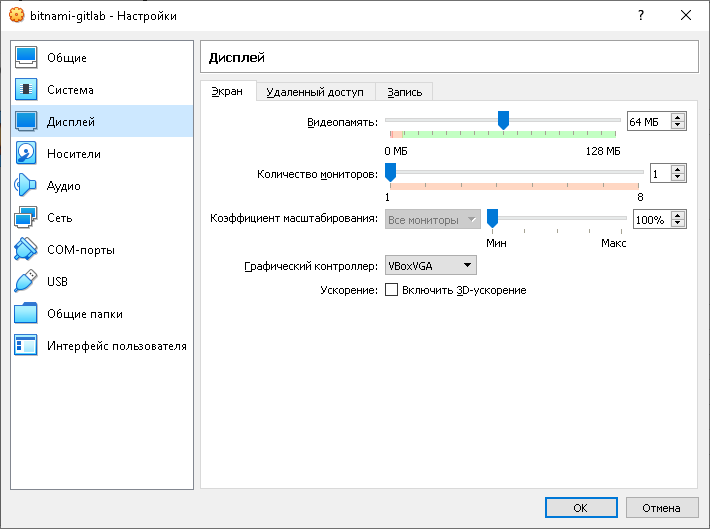 bitnami-gitlab - Настройки
?
Общие
Система
Дисплей
Носители
Аудио
Сеть
COM-порты
USB
Общие папки
Интерфейс пользователя
Дисплей
Экран Удаленный доступ Запись
Видеопамять: 64 МБ
0 МБ 128 МБ
Количество мониторов: 1
1 8
Коэффициент масштабирования: Все мониторы 100%
Мин Макс
Графический контроллер: VBoxVGA
Ускорение: Включить 3D-ускорение
OK Отмена